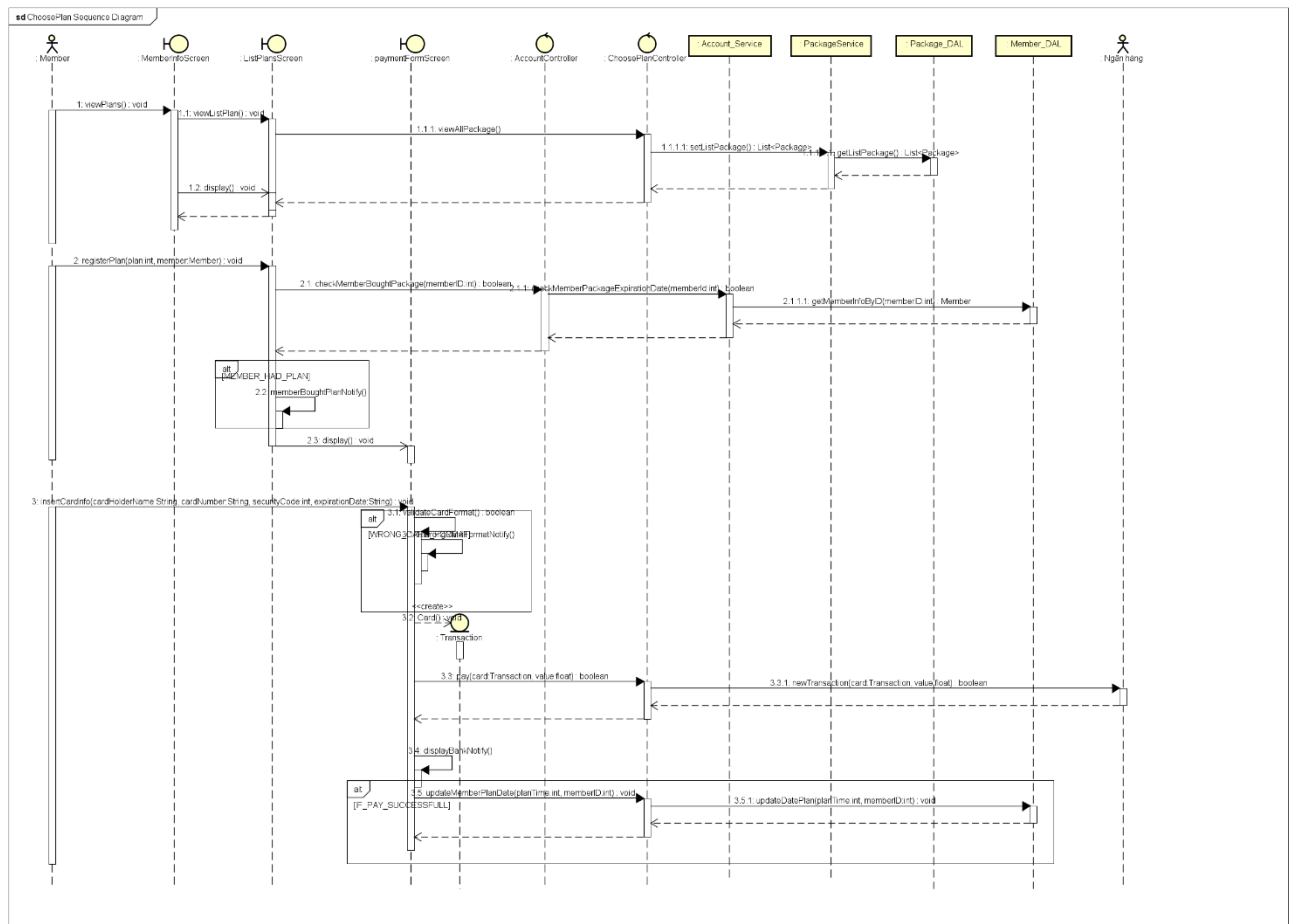 sd ChoosePlan Sequence Diagram
: Member
: MemberInfoScreen
: ListPlansScreen
: paymentFormScreen
: AccountController
: ChoosePlanController
: Account_Service
: PackageService
: Package_DAL
: Member_DAL
: Ngân hàng
1: viewPlans() : void
1.1: viewListPlan() : void
1.1.1: viewAllPackage()
1.1.1.1: setListPackage() : List<Package>
getListPackage() : List<Package>
1.2: display() : void
2: registerPlan(plan:int, member:Member) : void
2.1: checkMemberBoughtPackage(memberID:int) : boolean
2.1.1: checkMemberPackageExpirationDate(memberId:int) : boolean
2.1.1.1: getMemberInfoByID(memberID:int) : Member
alt
[MEMBER_HAD_PLAN]
2.2: memberBoughtPlanNotify()
2.3: display() : void
3: insertCardInfo(cardHolderName:String, cardNumber:String, securityCode:int, expirationDate:String) : void
alt
3.1: validateCardFormat() : boolean
<<create>>
3.2: Card() : void
: Transaction
3.3: pay(card:Transaction, value:float) : boolean
3.3.1: newTransaction(card:Transaction, value:float) : boolean
3.4: displayBankNotify()
alt
3.5: updateMemberPlanDate(planTime:int, memberID:int) : void
[IF_PAY_SUCCESSFULL]
3.5.1: updateDatePlan(planTime:int, memberID:int) : void